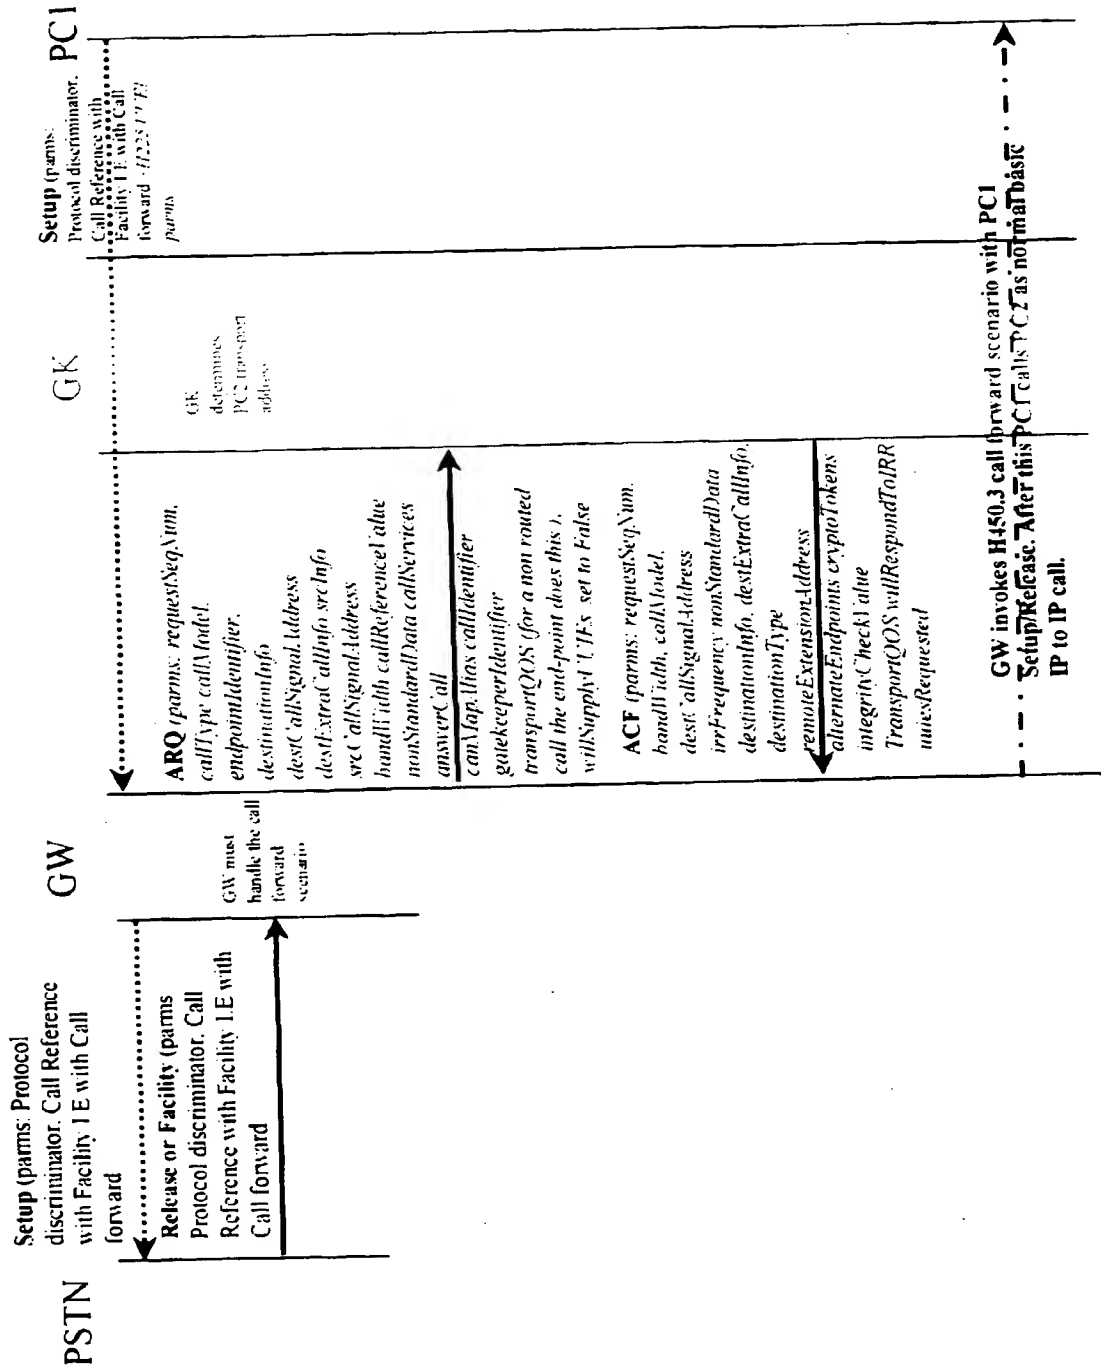 PSTN
Setup (parms: Protocol
discriminator. Call Reference
with Facility I E with Call
forward
Release or Facility (parms
Protocol discriminator. Call
Reference with Facility I.E with
Call forward
GW
GW must
handle the call
forward
scenario
ARQ (parms: requestSeqNum,
callType callModel,
endpointIdentifier,
destinationInfo
destCallSignalAddress
destExtraCallInfo srcInfo
srcCallSignalAddress
bandWidth callReferenceValue
nonStandardData callServices
answerCall
canMapAlias callIdentifier
gatekeeperIdentifier
transportQOS (for a non routed
call the end-point does this ),
willSupplyUUIEs set to False
ACF (parms: requestSeqNum.
bandWidth, callModel,
destCallSignalAddress
irrFrequency nonStandardData
destinationInfo, destExtraCallInfo,
destinationType
remoteExtensionAddress
alternateEndpoints cryptoTokens
integrityCheckValue
TransportQOS willRespondToIRR
uuiesRequested
GK
GK
determines
PC2 transport
address
Setup (parms:
Protocol discriminator.
Call Reference with
Facility I E with Call
forward
parms
PC1
GW invokes H450.3 call forward scenario with PC1
Setup/Release. After this PC1 calls PC2 as normal basic
IP to IP call.